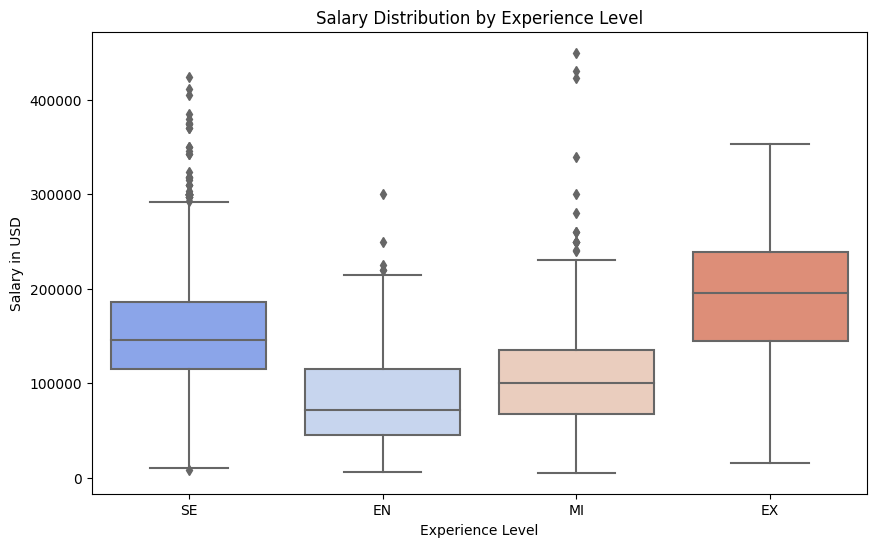 Salary Distribution by Experience Level
Salary in USD
400000
300000
200000
100000
0
SE
EN
MI
EX
Experience Level